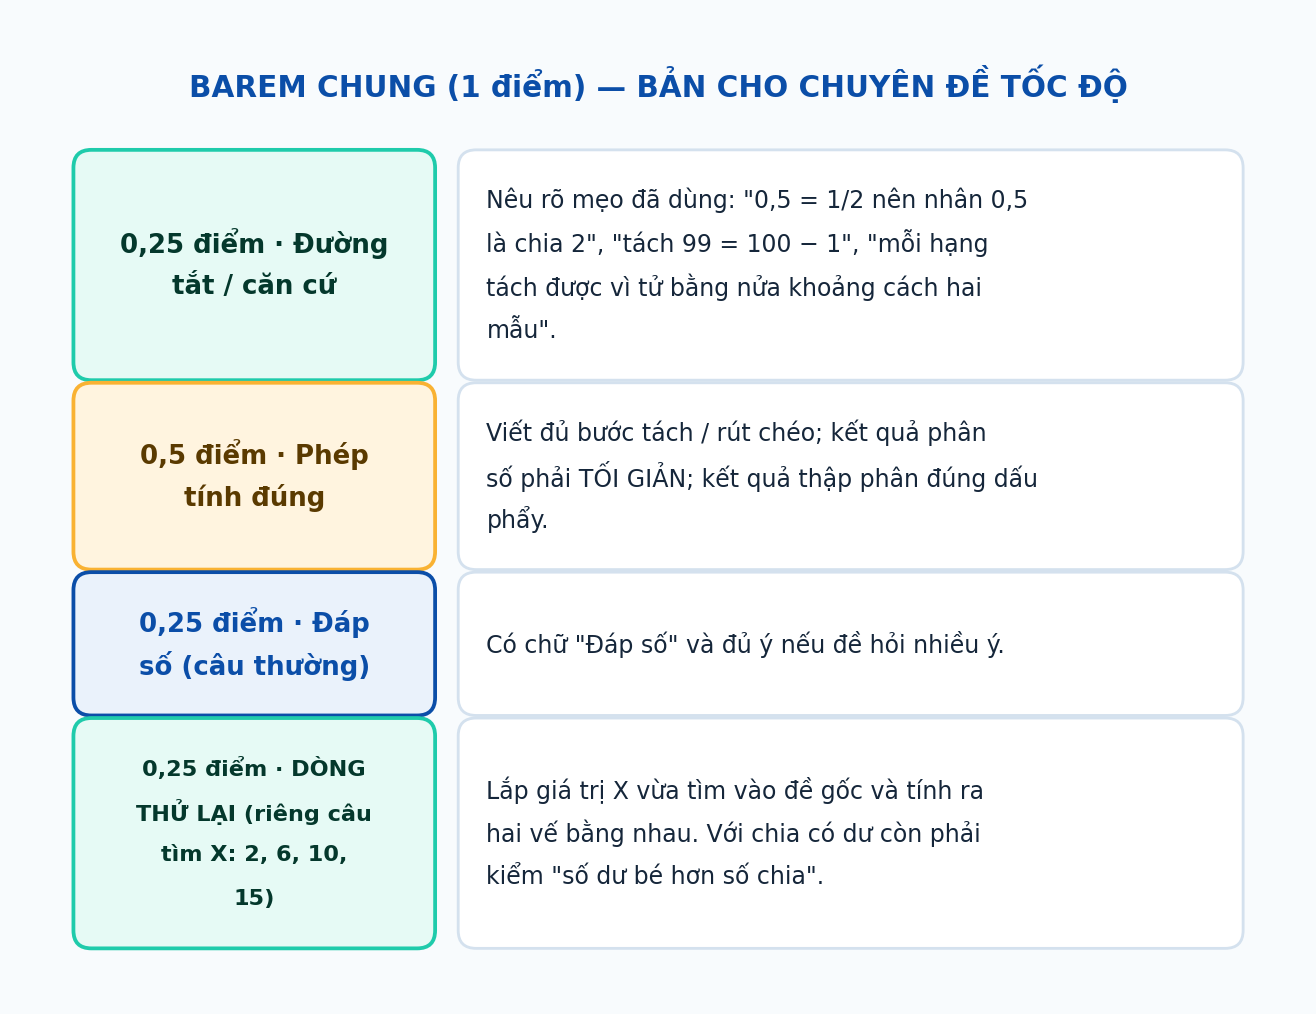 BAREM CHUNG (1 điểm) — BẢN CHO CHUYÊN ĐỀ TỐC ĐỘ
0,25 điểm · Đường
tắt / căn cứ
Nêu rõ mẹo đã dùng: "0,5 = 1/2 nên nhân 0,5
là chia 2", "tách 99 = 100 − 1", "mỗi hạng
tách được vì tử bằng nửa khoảng cách hai
mẫu".
0,5 điểm · Phép
tính đúng
Viết đủ bước tách / rút chéo; kết quả phân
số phải TỐI GIẢN; kết quả thập phân đúng dấu
phẩy.
0,25 điểm · Đáp
số (câu thường)
Có chữ "Đáp số" và đủ ý nếu đề hỏi nhiều ý.
0,25 điểm · DÒNG
THỬ LẠI (riêng câu
tìm X: 2, 6, 10,
15)
Lắp giá trị X vừa tìm vào đề gốc và tính ra
hai vế bằng nhau. Với chia có dư còn phải
kiểm "số dư bé hơn số chia".